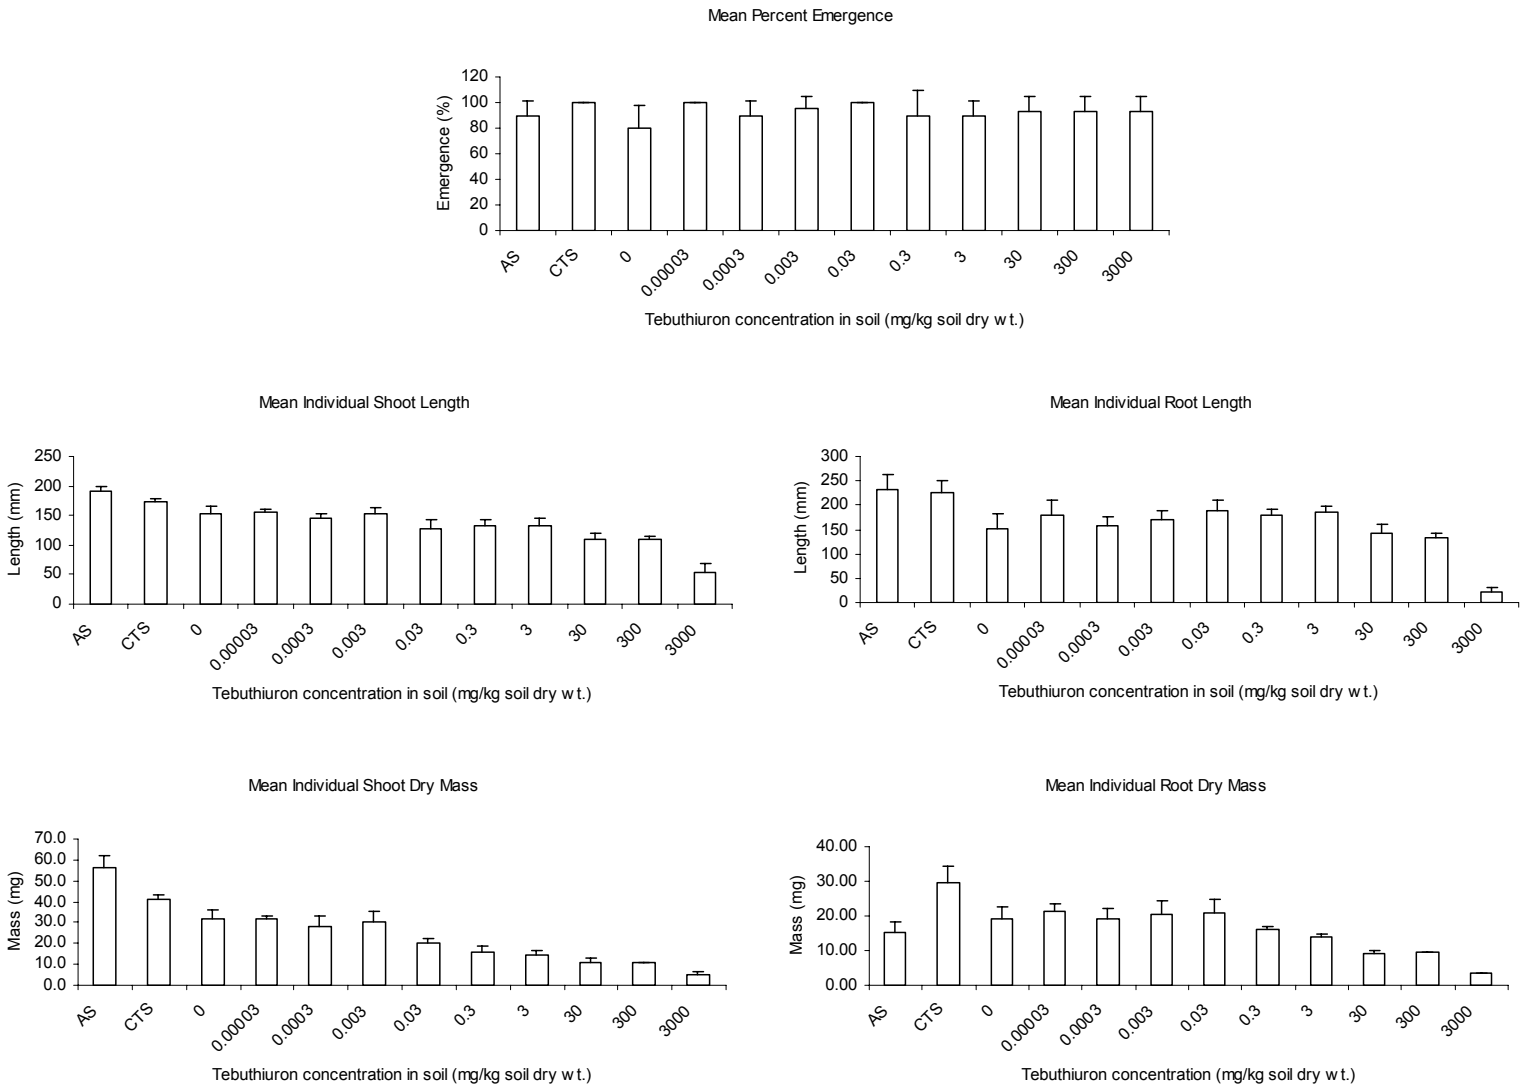 Mean Percent Emergence
120
100
80
60
40
20
0
Emergence (%)
AS CTS 0 0.00003 0.0003 0.003 0.03 0.3 3 30 300 3000
Tebuthiuron concentration in soil (mg/kg soil dry wt.)
Mean Individual Shoot Length
250
200
150
100
50
0
Length (mm)
AS CTS 0 0.00003 0.0003 0.003 0.03 0.3 3 30 300 3000
Tebuthiuron concentration in soil (mg/kg soil dry wt.)
Mean Individual Root Length
300
250
200
150
100
50
0
Length (mm)
AS CTS 0 0.00003 0.0003 0.003 0.03 0.3 3 30 300 3000
Tebuthiuron concentration in soil (mg/kg soil dry wt.)
Mean Individual Shoot Dry Mass
70.0
60.0
50.0
40.0
30.0
20.0
10.0
0.0
Mass (mg)
AS CTS 0 0.00003 0.0003 0.003 0.03 0.3 3 30 300 3000
Tebuthiuron concentration in soil (mg/kg soil dry wt.)
Mean Individual Root Dry Mass
40.00
30.00
20.00
10.00
0.00
Mass (mg)
AS CTS 0 0.00003 0.0003 0.003 0.03 0.3 3 30 300 3000
Tebuthiuron concentration (mg/kg soil dry wt.)